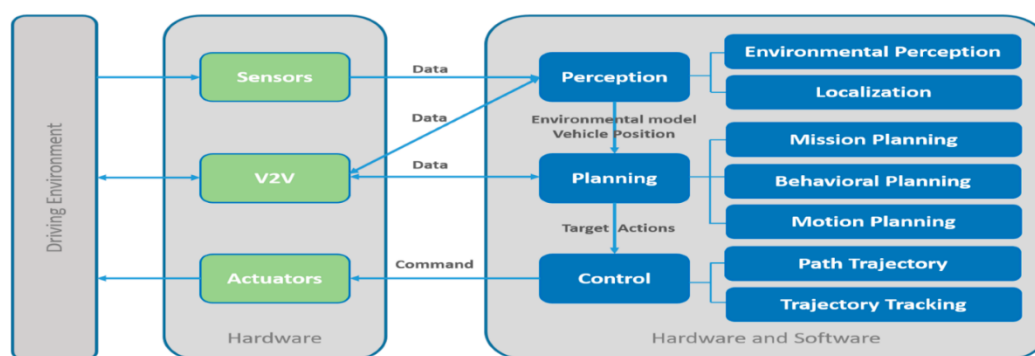 Driving Environment
Sensors
V2V
Actuators
Hardware
Data
Data
Data
Command
Perception
Environmental model
Vehicle Position
Planning
Target Actions
Control
Environmental Perception
Localization
Mission Planning
Behavioral Planning
Motion Planning
Path Trajectory
Trajectory Tracking
Hardware and Software